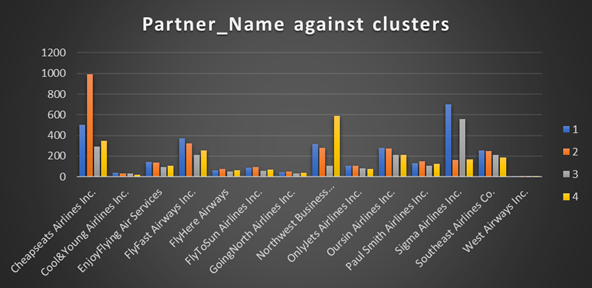 Partner_Name against clusters
1200
1000
800
600
400
200
0
Cheapseats Airlines Inc.
Cool&Young Airlines Inc.
EnjoyFlying Air Services
FlyFast Airways Inc.
FlyHere Airways
FlyToSun Airlines Inc.
GoingNorth Airlines Inc.
Northwest Business...
OnlyJets Airlines Inc.
Oursin Airlines Inc.
Paul Smith Airlines Inc.
Sigma Airlines Inc.
Southeast Airlines Co.
West Airways Inc.
1
2
3
4